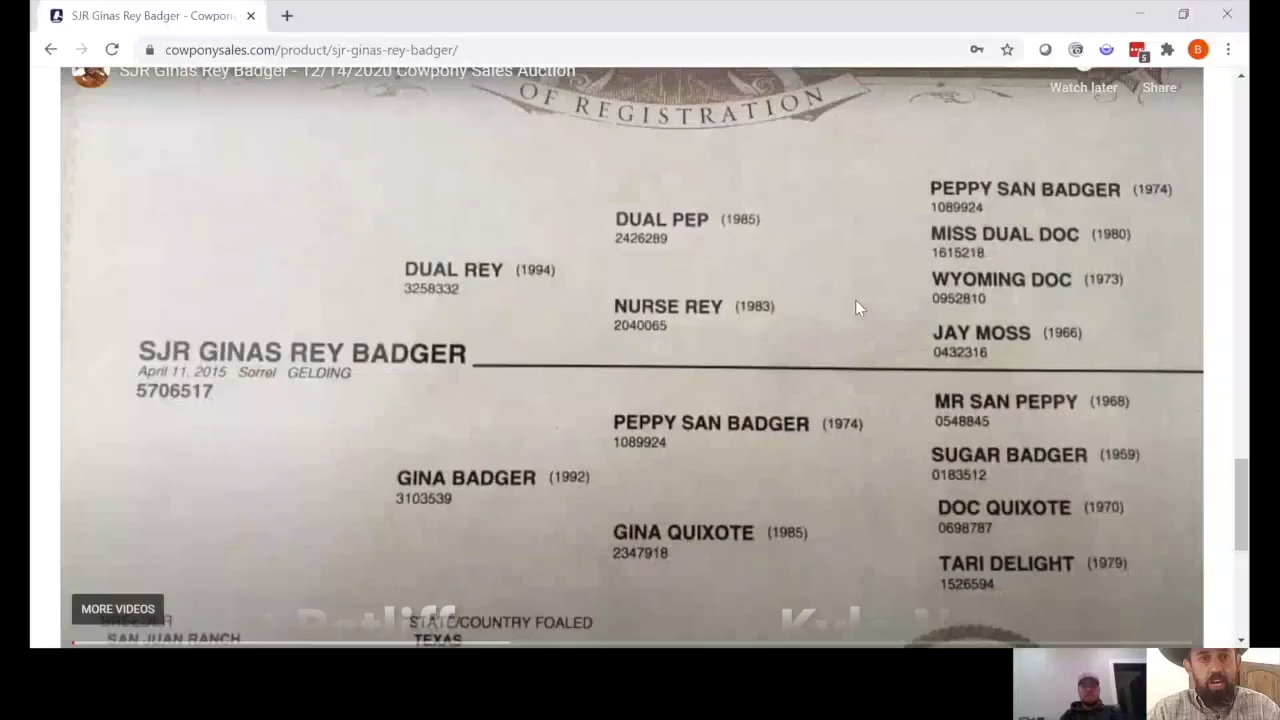 SJR Ginas Rey Badger - Cowpon
cowponysales.com/product/sjr-ginas-rey-badger/
5
B
SJR Ginas Rey Badger - 12/14/2020 Cowpony Sales Auction
Watch later
Share
OF REGISTRATION
PEPPY SAN BADGER (1974)
1089924
DUAL PEP (1985)
2426289
MISS DUAL DOC (1980)
1615218
DUAL REY (1994)
3258332
WYOMING DOC (1973)
0952810
NURSE REY (1983)
2040065
JAY MOSS (1966)
0432316
SJR GINAS REY BADGER
April 11, 2015 Sorrel GELDING
5706517
MR SAN PEPPY (1968)
0548845
PEPPY SAN BADGER (1974)
1089924
SUGAR BADGER (1959)
0183512
GINA BADGER (1992)
3103539
DOC QUIXOTE (1970)
0698787
GINA QUIXOTE (1985)
2347918
TARI DELIGHT (1979)
1526594
MORE VIDEOS
Ratliff
Kyle
BREEDER
STATE/COUNTRY FOALED
SAN JUAN RANCH
TEXAS